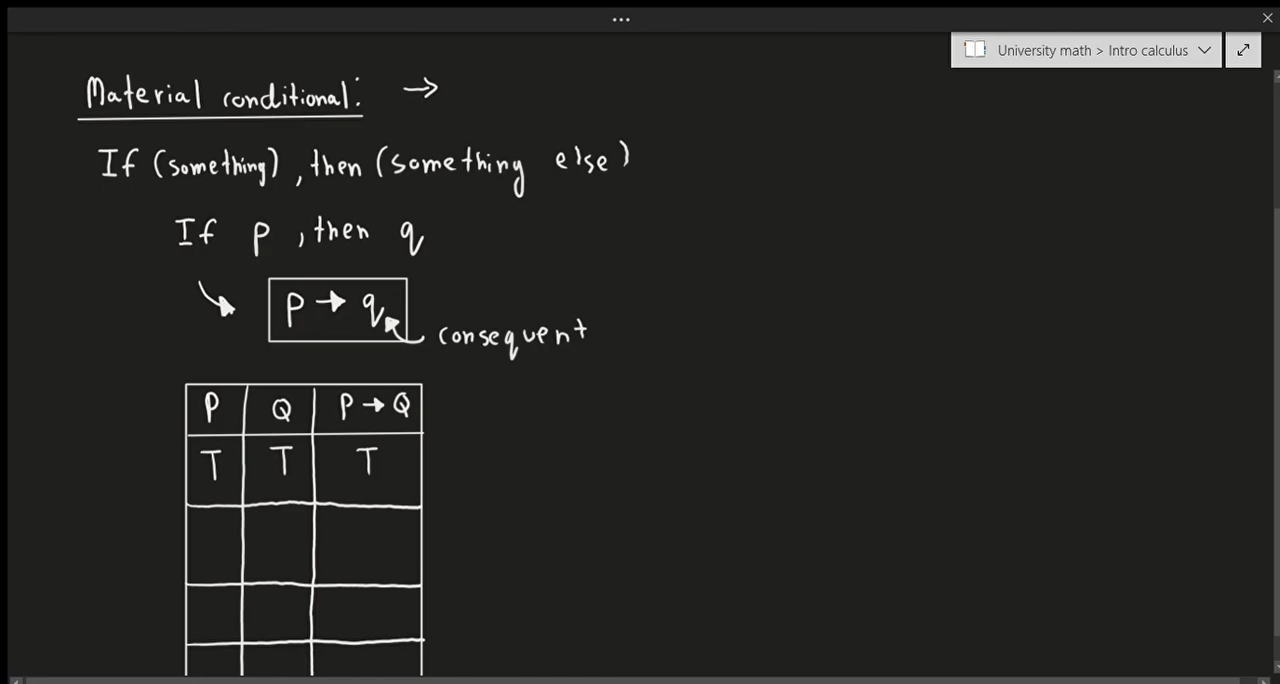 ...
University math > Intro calculus
Material conditional: →
If (something), then (something else)
If p, then q
p → q
consequent
P Q P → Q
T T T